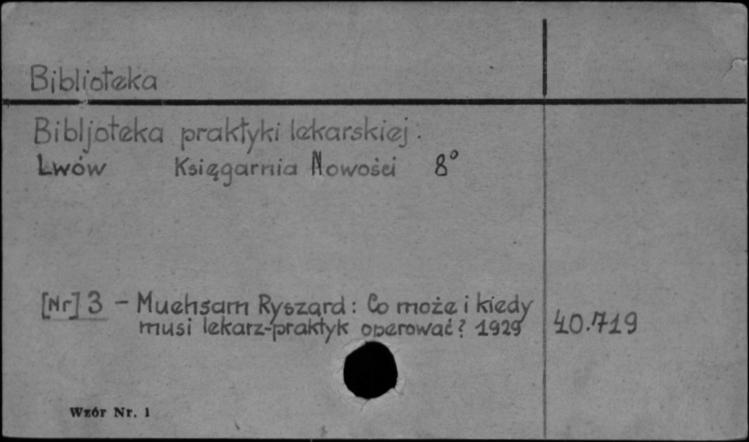 Biblioteka
Bibljoteka praktyki lekarskiej:
Lwów Księgarnia Nowości 8°
[Nr] 3 - Muehsam Ryszard: Co może i kiedy
musi lekarz-praktyk operować? 1929 40.719
Wzór Nr. 1